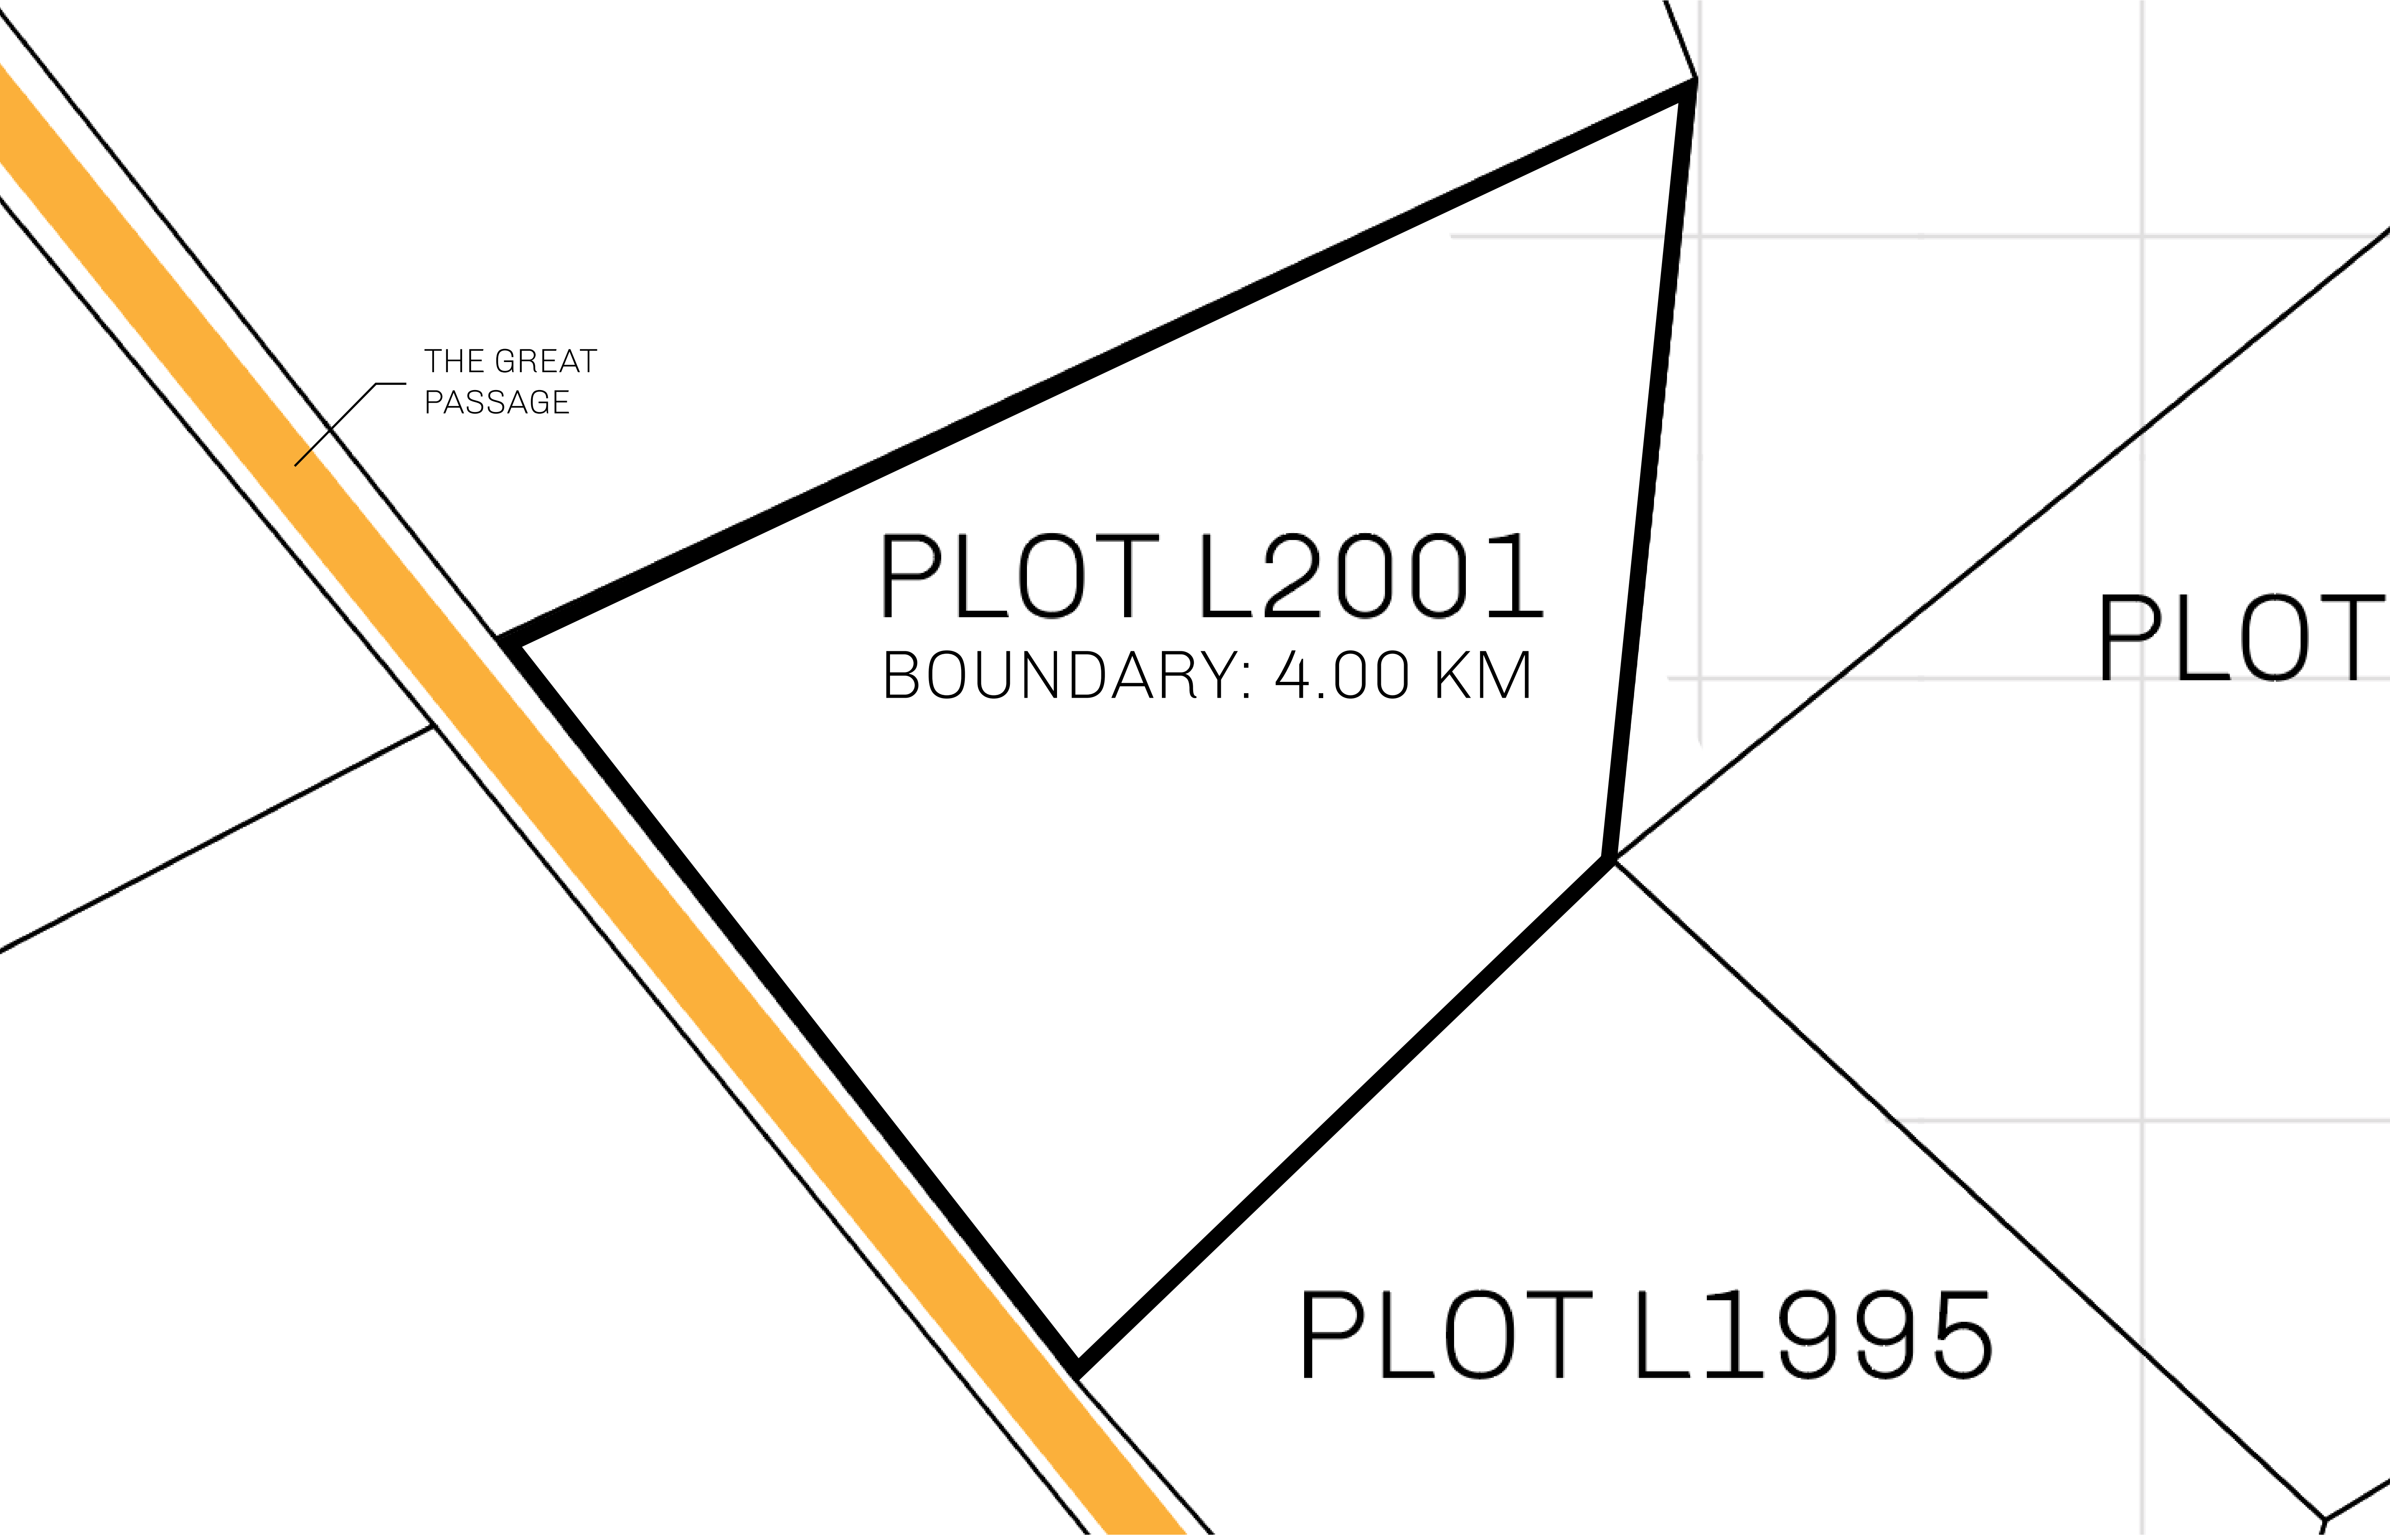 THE GREAT
PASSAGE
PLOT L2001
BOUNDARY: 4.00 KM
PLOT
PLOT L1995